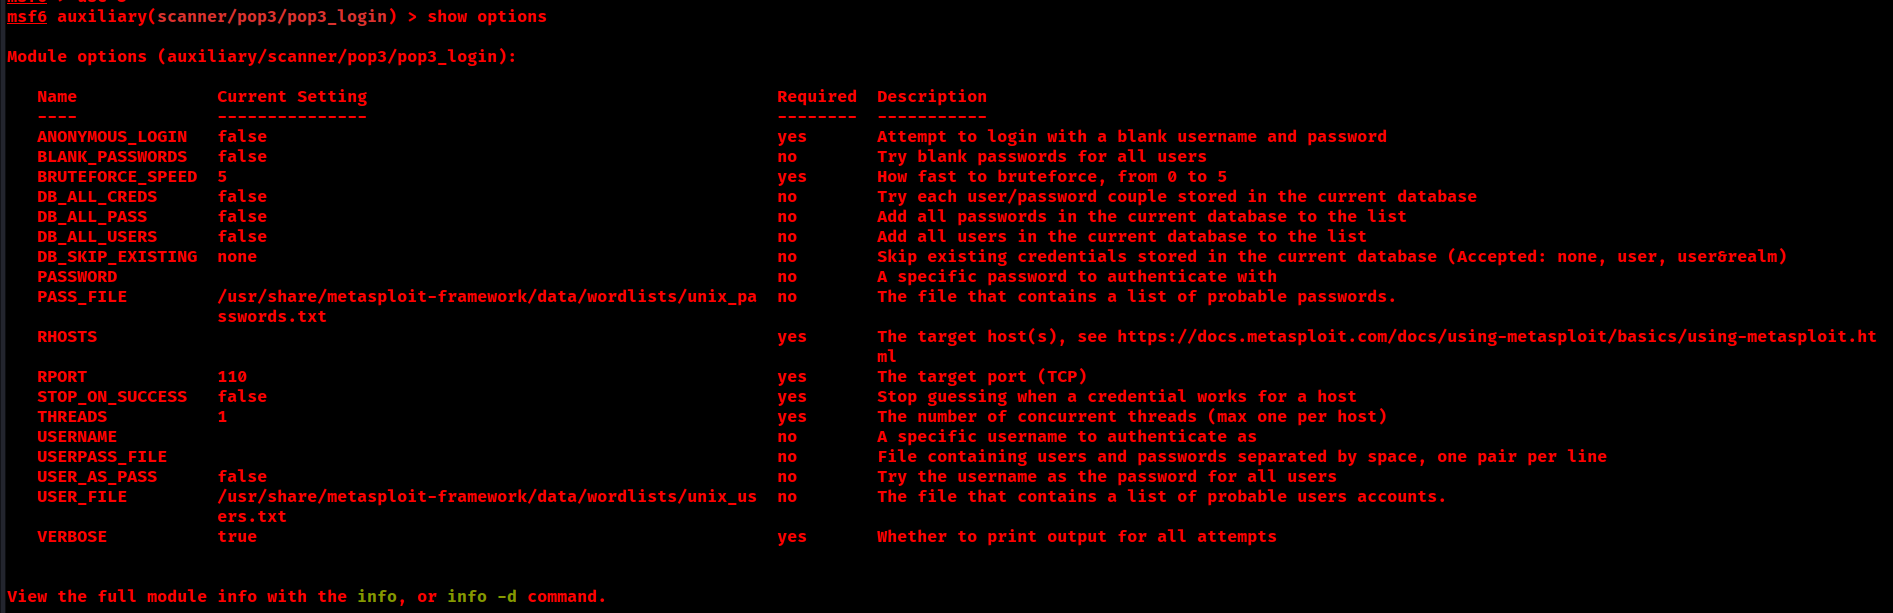 msf6 auxiliary(scanner/pop3/pop3_login) > show options
Module options (auxiliary/scanner/pop3/pop3_login):
Name Current Setting Required Description
---- --------------- -------- -----------
ANONYMOUS_LOGIN false yes Attempt to login with a blank username and password
BLANK_PASSWORDS false no Try blank passwords for all users
BRUTEFORCE_SPEED 5 yes How fast to bruteforce, from 0 to 5
DB_ALL_CREDS false no Try each user/password couple stored in the current database
DB_ALL_PASS false no Add all passwords in the current database to the list
DB_ALL_USERS false no Add all users in the current database to the list
DB_SKIP_EXISTING none no Skip existing credentials stored in the current database (Accepted: none, user, user&realm)
PASSWORD no A specific password to authenticate with
PASS_FILE /usr/share/metasploit-framework/data/wordlists/unix_pa no The file that contains a list of probable passwords.
sswords.txt
RHOSTS yes The target host(s), see https://docs.metasploit.com/docs/using-metasploit/basics/using-metasploit.ht
ml
RPORT 110 yes The target port (TCP)
STOP_ON_SUCCESS false yes Stop guessing when a credential works for a host
THREADS 1 yes The number of concurrent threads (max one per host)
USERNAME no A specific username to authenticate as
USERPASS_FILE no File containing users and passwords separated by space, one pair per line
USER_AS_PASS false no Try the username as the password for all users
USER_FILE /usr/share/metasploit-framework/data/wordlists/unix_us no The file that contains a list of probable users accounts.
ers.txt
VERBOSE true yes Whether to print output for all attempts
View the full module info with the info, or info -d command.